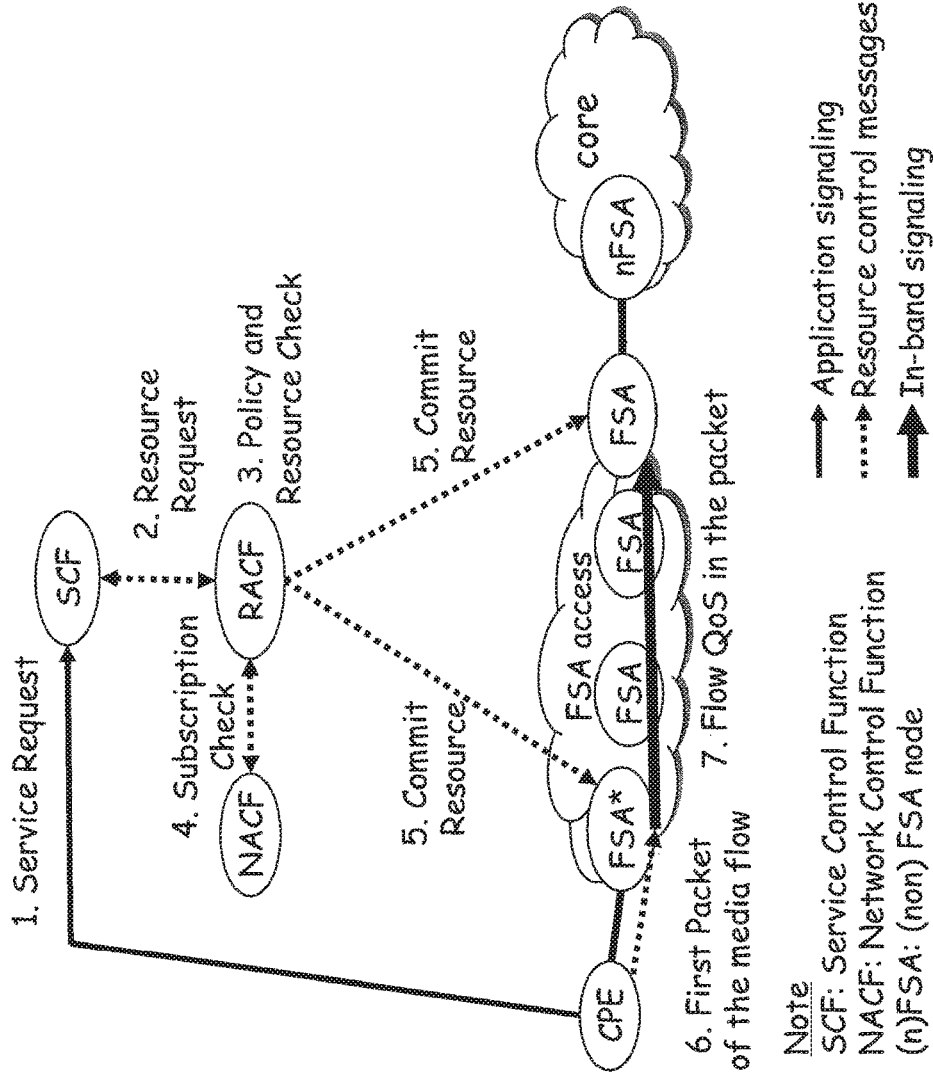 1. Service Request
SCF
2. Resource
Request
4. Subscription
Check
NACF
RACF
3. Policy and
Resource Check
5. Commit
Resource
5. Commit
Resource
FSA access
core
CPE
FSA*
FSA
FSA
FSA
nFSA
6. First Packet
of the media flow
7. Flow QoS in the packet
Note
SCF: Service Control Function
NACF: Network Control Function
(n)FSA: (non) FSA node
Application signaling
Resource control messages
In-band signaling